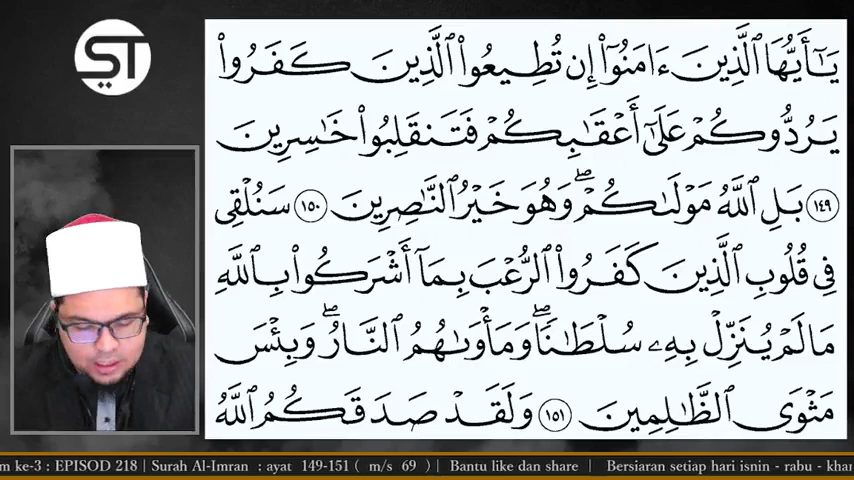 ST
يَـٰٓأَيُّهَا ٱلَّذِينَ ءَامَنُوٓا۟ إِن تُطِيعُوا۟ ٱلَّذِينَ كَفَرُوا۟
يَرُدُّوكُمْ عَلَىٰٓ أَعْقَـٰبِكُمْ فَتَنقَلِبُوا۟ خَـٰسِرِينَ
١٤٩ بَلِ ٱللَّهُ مَوْلَىٰكُمْ ۖ وَهُوَ خَيْرُ ٱلنَّـٰصِرِينَ ١٥٠ سَنُلْقِى
فِى قُلُوبِ ٱلَّذِينَ كَفَرُوا۟ ٱلرُّعْبَ بِمَآ أَشْرَكُوا۟ بِٱللَّهِ
مَا لَمْ يُنَزِّلْ بِهِۦ سُلْطَـٰنًا ۖ وَمَأْوَىٰهُمُ ٱلنَّارُ ۖ وَبِئْسَ
مَثْوَى ٱلظَّـٰلِمِينَ ١٥١ وَلَقَدْ صَدَقَكُمُ ٱللَّهُ
m ke-3 : EPISOD 218 | Surah Al-Imran : ayat 149-151 ( m/s 69 ) | Bantu like dan share | Bersiaran setiap hari isnin - rabu - kha